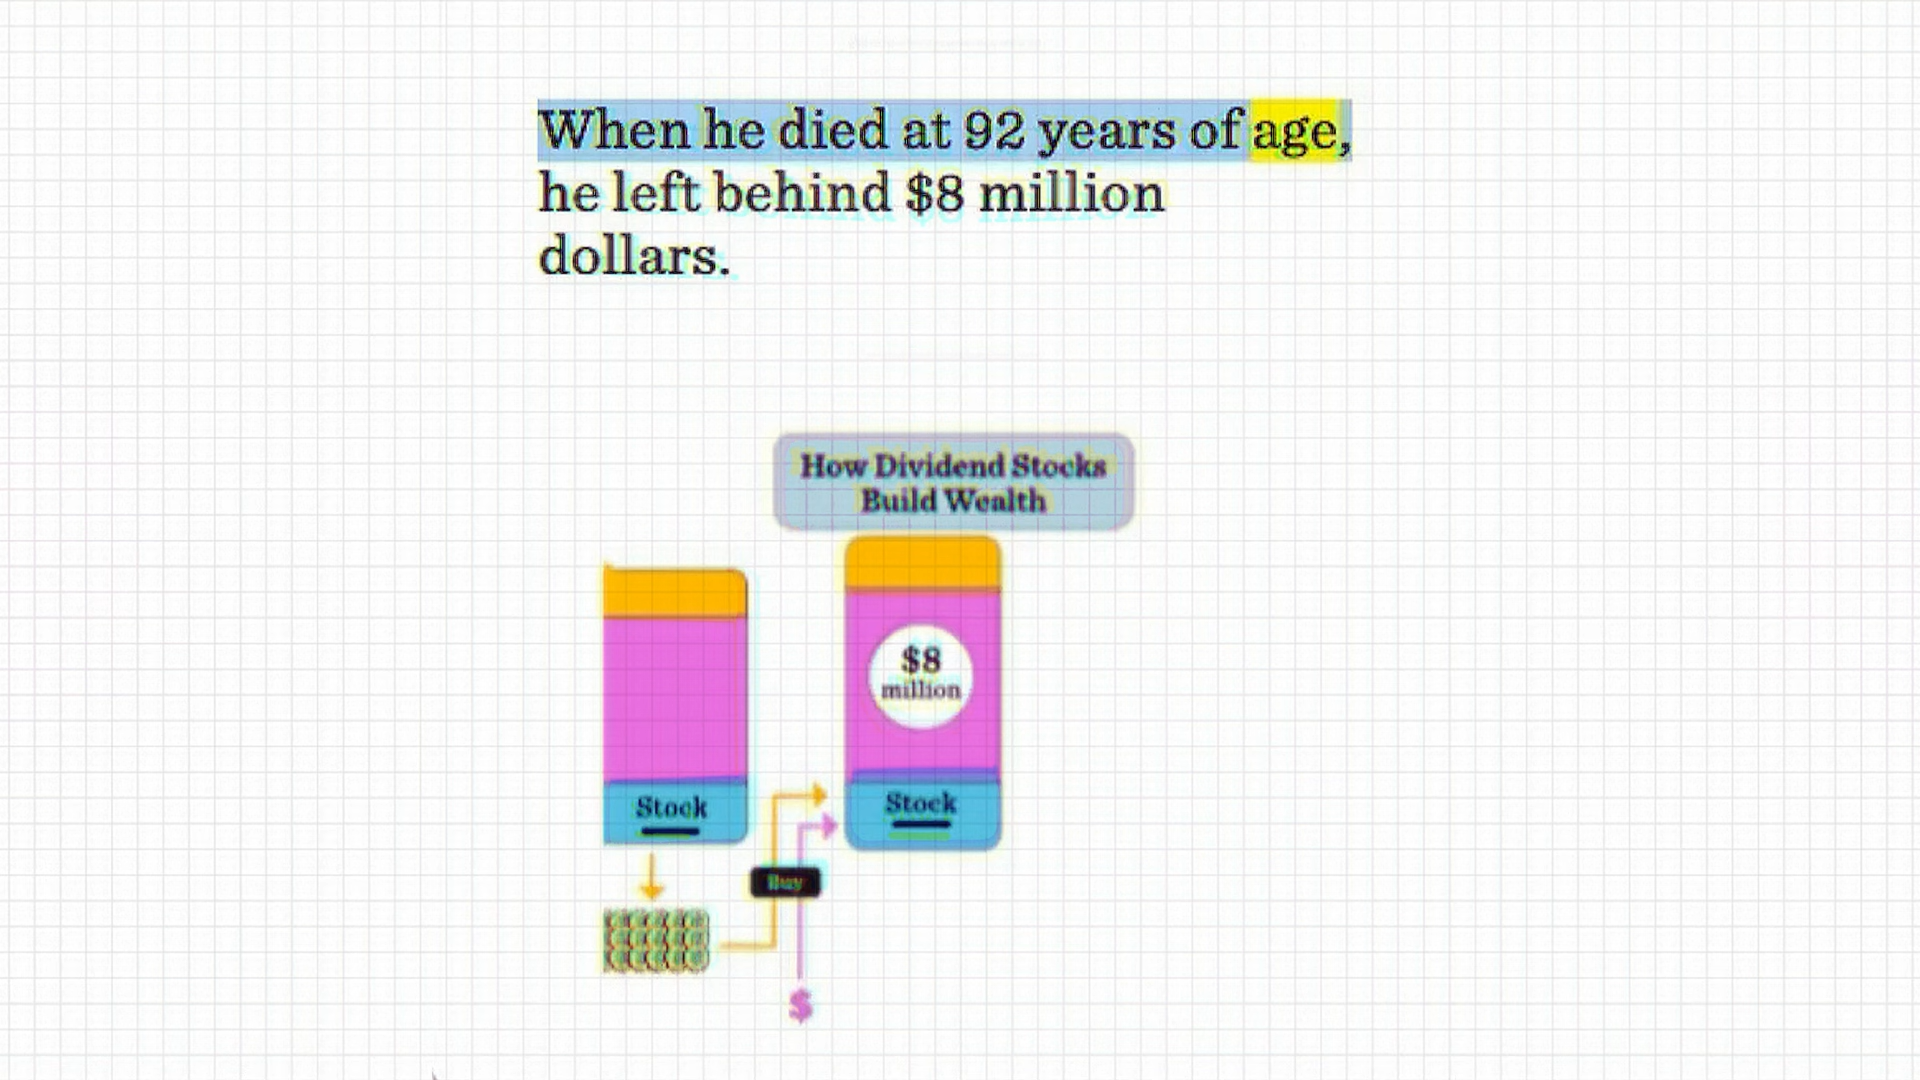 When he died at 92 years of age,
he left behind $8 million
dollars.
How Dividend Stocks
Build Wealth
$8
million
Stock
Stock
Buy
$